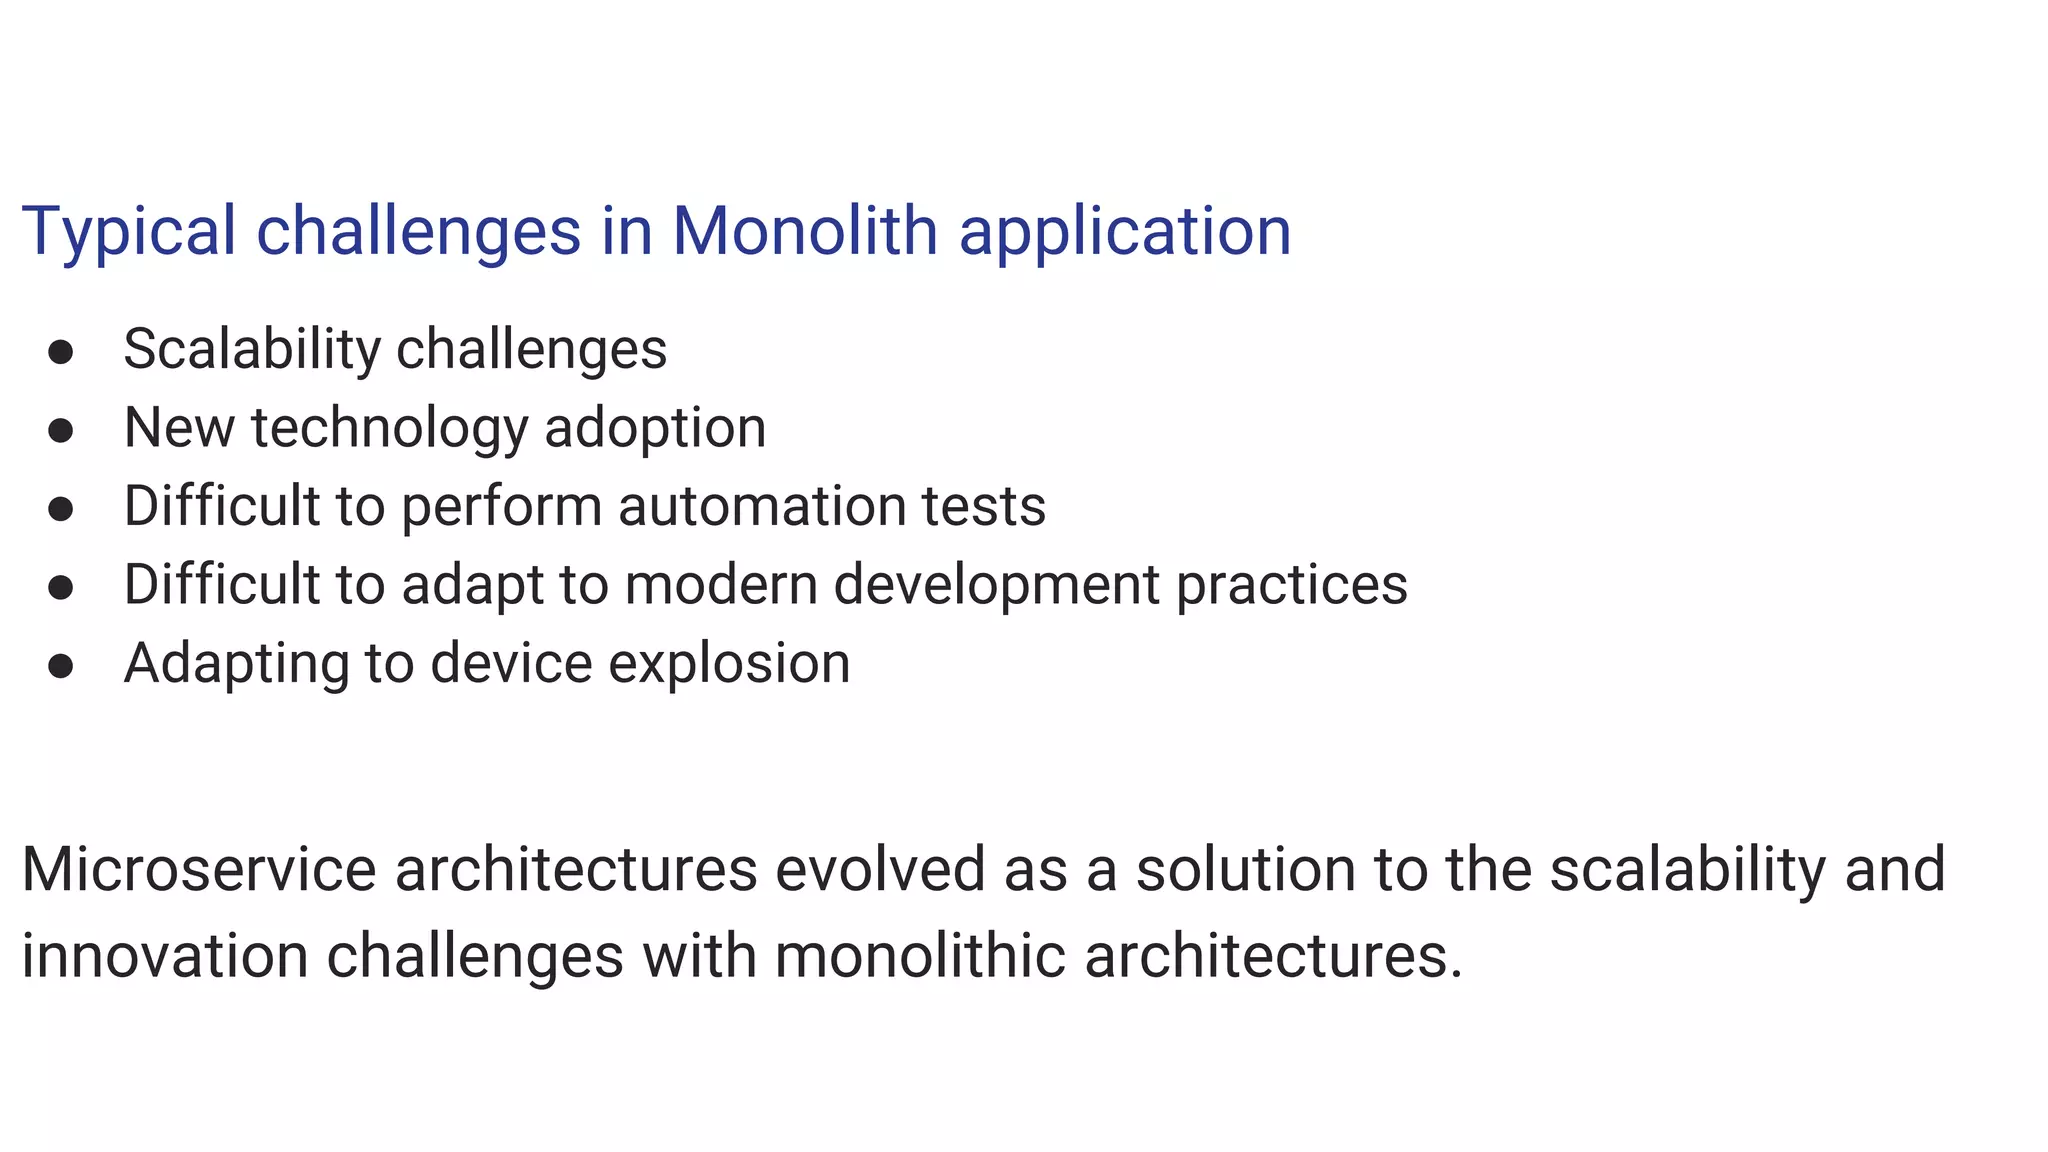 Typical challenges in Monolith application
● Scalability challenges
● New technology adoption
● Difficult to perform automation tests
● Difficult to adapt to modern development practices
● Adapting to device explosion
Microservice architectures evolved as a solution to the scalability and
innovation challenges with monolithic architectures.